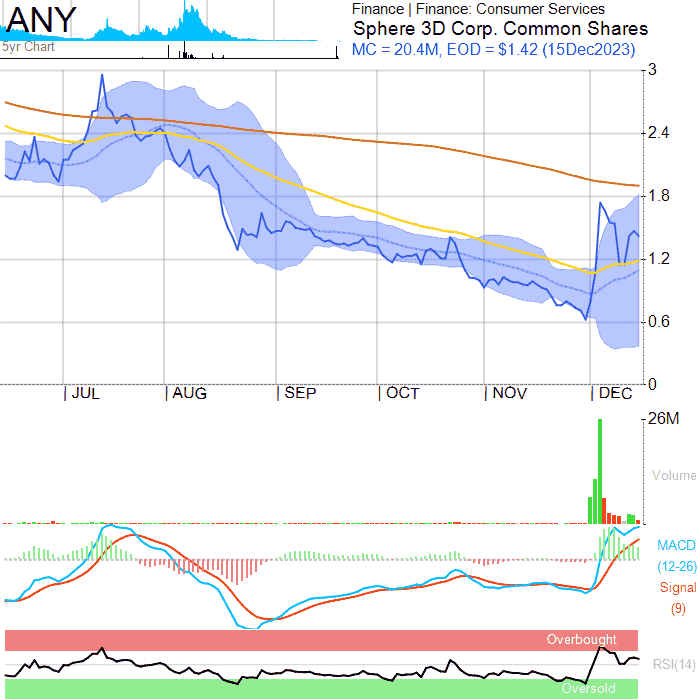 ANY
5yr Chart
Finance | Finance: Consumer Services
Sphere 3D Corp. Common Shares
MC = 20.4M, EOD = $1.42 (15Dec2023)
3
2.4
1.8
1.2
0.6
0
JUL
AUG
SEP
OCT
NOV
DEC
26M
Volume
MACD
(12-26)
Signal
(9)
Overbought
RSI(14)
Oversold